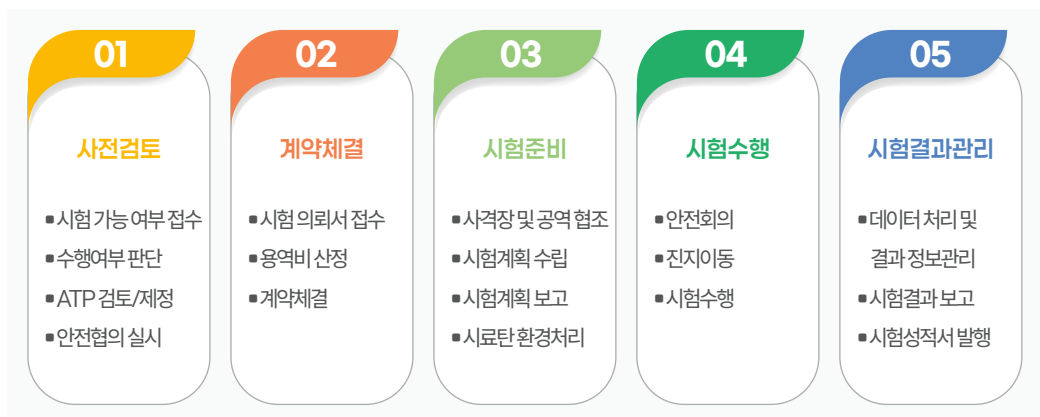 01
사전검토
■ 시험 가능 여부 접수
■ 수행여부 판단
■ ATP 검토/제정
■ 안전협의 실시
02
계약체결
■ 시험 의뢰서 접수
■ 용역비 산정
■ 계약체결
03
시험준비
■ 사격장 및 공역 협조
■ 시험계획 수립
■ 시험계획 보고
■ 시료탄 환경처리
04
시험수행
■ 안전회의
■ 진지이동
■ 시험수행
05
시험결과관리
■ 데이터 처리 및
결과 정보관리
■ 시험결과 보고
■ 시험성적서 발행